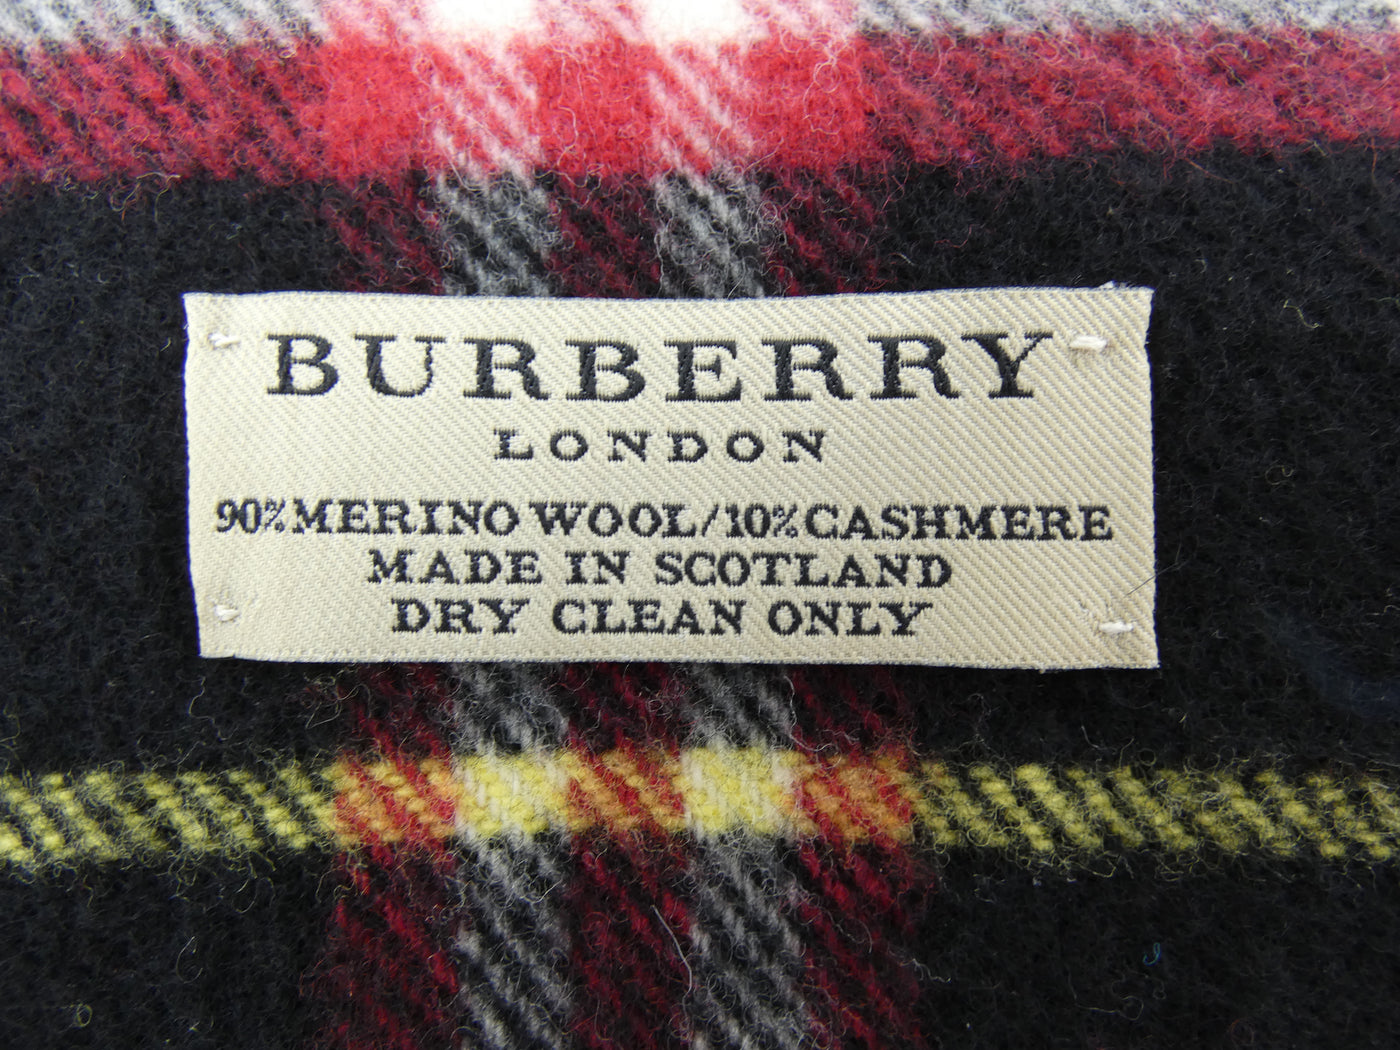 BURBERRY
LONDON
90% MERINO WOOL/10% CASHMERE
MADE IN SCOTLAND
DRY CLEAN ONLY